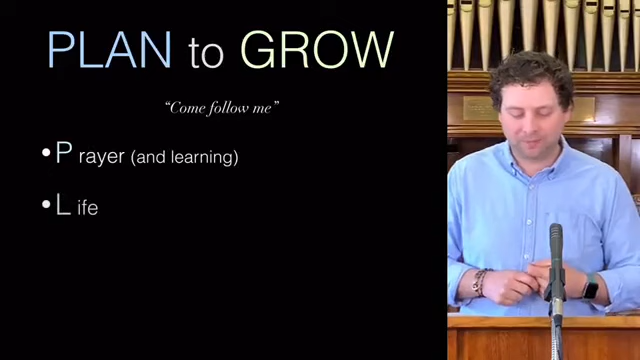 PLAN to GROW
“Come follow me”
• P rayer (and learning)
• L ife